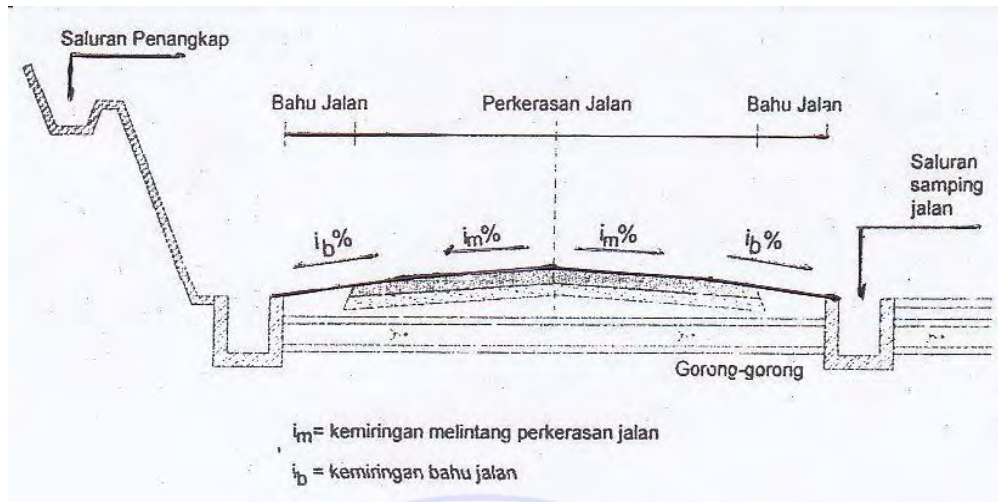 Saluran Penangkap
Bahu Jalan
Perkerasan Jalan
Bahu Jalan
Saluran
samping
jalan
ib%
im%
im%
ib%
Gorong-gorong
im= kemiringan melintang perkerasan jalan
ib = kemiringan bahu jalan